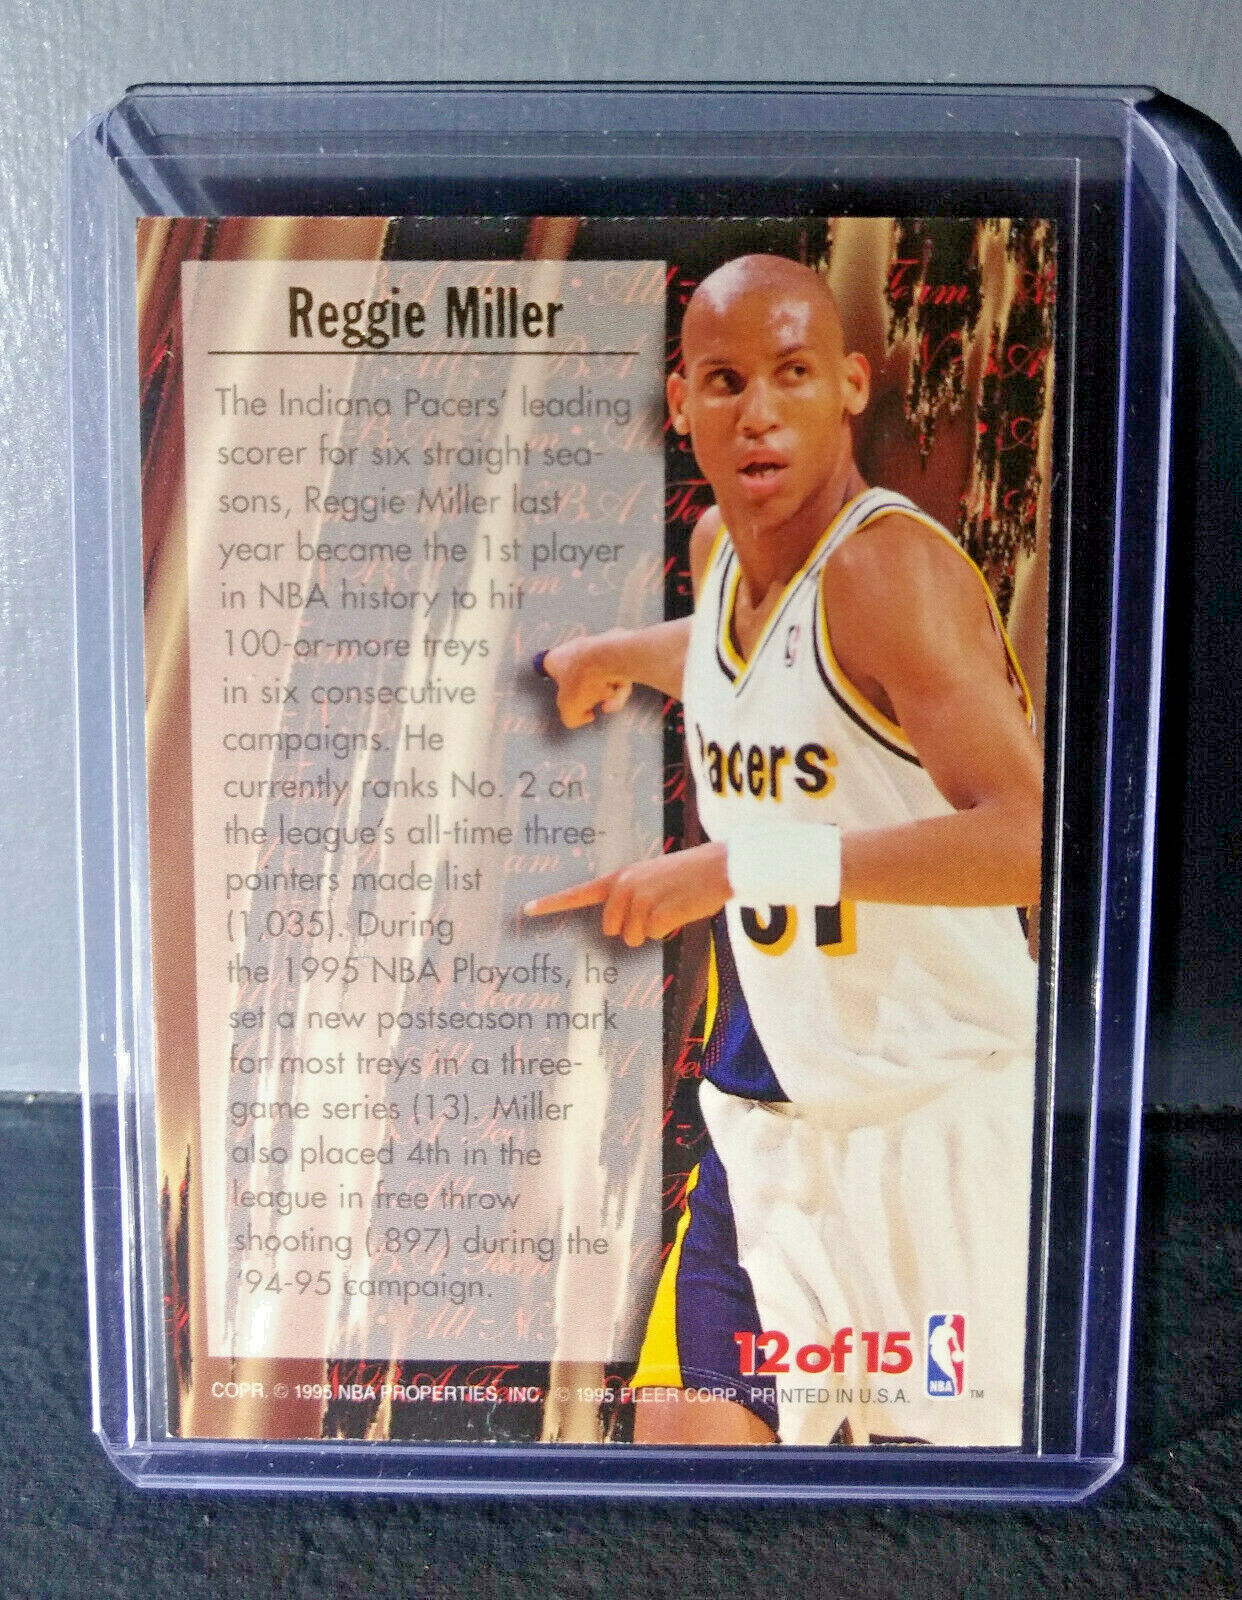 Reggie Miller
The Indiana Pacers' leading
scorer for six straight sea-
sons, Reggie Miller last
year became the 1st player
in NBA history to hit
100-or-more treys
in six consecutive
campaigns. He
currently ranks No. 2 on
the league's all-time three-
pointers made list
(1,035). During
the 1995 NBA Playoffs, he
set a new postseason mark
for most treys in a three-
game series (13). Miller
also placed 4th in the
league in free throw
shooting (.897) during the
'94-95 campaign.
Pacers
31
12 of 15
NBA
TM
COPR. © 1995 NBA PROPERTIES, INC. © 1995 FLEER CORP., PRINTED IN U.S.A.